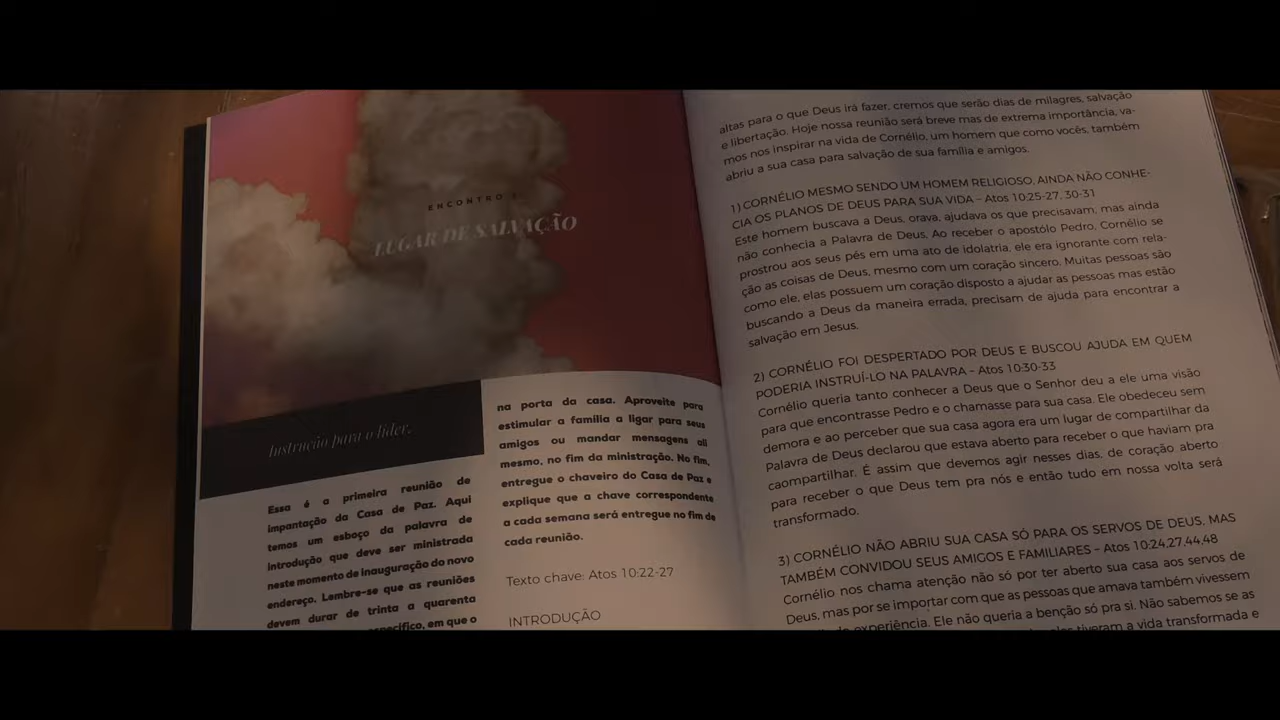 ENCONTRO 1
LUGAR DE SALVAÇÃO
Instrução para o líder.
Essa é a primeira reunião de
impantação da Casa de Paz. Aqui
temos um esboço da palavra de
introdução que deve ser ministrada
neste momento de inauguração do novo
endereço. Lembre-se que as reuniões
devem durar de trinta a quarenta
em que o
na porta da casa. Aproveite para
estimular a família a ligar para seus
amigos ou mandar mensagens ali
mesmo, no fim da ministração. No fim,
entregue o chaveiro do Casa de Paz e
explique que a chave correspondente
a cada semana será entregue no fim de
cada reunião.
Texto chave: Atos 10:22-27
INTRODUÇÃO
altas para o que Deus irá fazer, cremos que serão dias de milagres, salvação
e libertação. Hoje nossa reunião será breve mas de extrema importância, va-
mos nos inspirar na vida de Cornélio, um homem que como vocês, também
abriu a sua casa para salvação de sua família e amigos.
1) CORNÉLIO MESMO SENDO UM HOMEM RELIGIOSO, AINDA NÃO CONHE-
CIA OS PLANOS DE DEUS PARA SUA VIDA – Atos 10:25-27, 30-31
Este homem buscava a Deus, orava, ajudava os que precisavam, mas ainda
não conhecia a Palavra de Deus. Ao receber o apostólo Pedro, Cornélio se
prostrou aos seus pés em uma ato de idolatria, ele era ignorante com rela-
ção as coisas de Deus, mesmo com um coração sincero. Muitas pessoas são
como ele, elas possuem um coração disposto a ajudar as pessoas mas estão
buscando a Deus da maneira errada, precisam de ajuda para encontrar a
salvação em Jesus.
2) CORNÉLIO FOI DESPERTADO POR DEUS E BUSCOU AJUDA EM QUEM
PODERIA INSTRUÍ-LO NA PALAVRA – Atos 10:30-33
Cornélio queria tanto conhecer a Deus que o Senhor deu a ele uma visão
para que encontrasse Pedro e o chamasse para sua casa. Ele obedeceu sem
demora e ao perceber que sua casa agora era um lugar de compartilhar da
Palavra de Deus declarou que estava aberto para receber o que haviam pra
caompartilhar. É assim que devemos agir nesses dias, de coração aberto
para receber o que Deus tem pra nós e então tudo em nossa volta será
transformado.
3) CORNÉLIO NÃO ABRIU SUA CASA SÓ PARA OS SERVOS DE DEUS, MAS
TAMBÉM CONVIDOU SEUS AMIGOS E FAMILIARES – Atos 10:24,27,44,48
Cornélio nos chama atenção não só por ter aberto sua casa aos servos de
Deus, mas por se importar com que as pessoas que amava também vivessem
experiência. Ele não queria a benção só pra si. Não sabemos se as
tiveram a vida transformada e